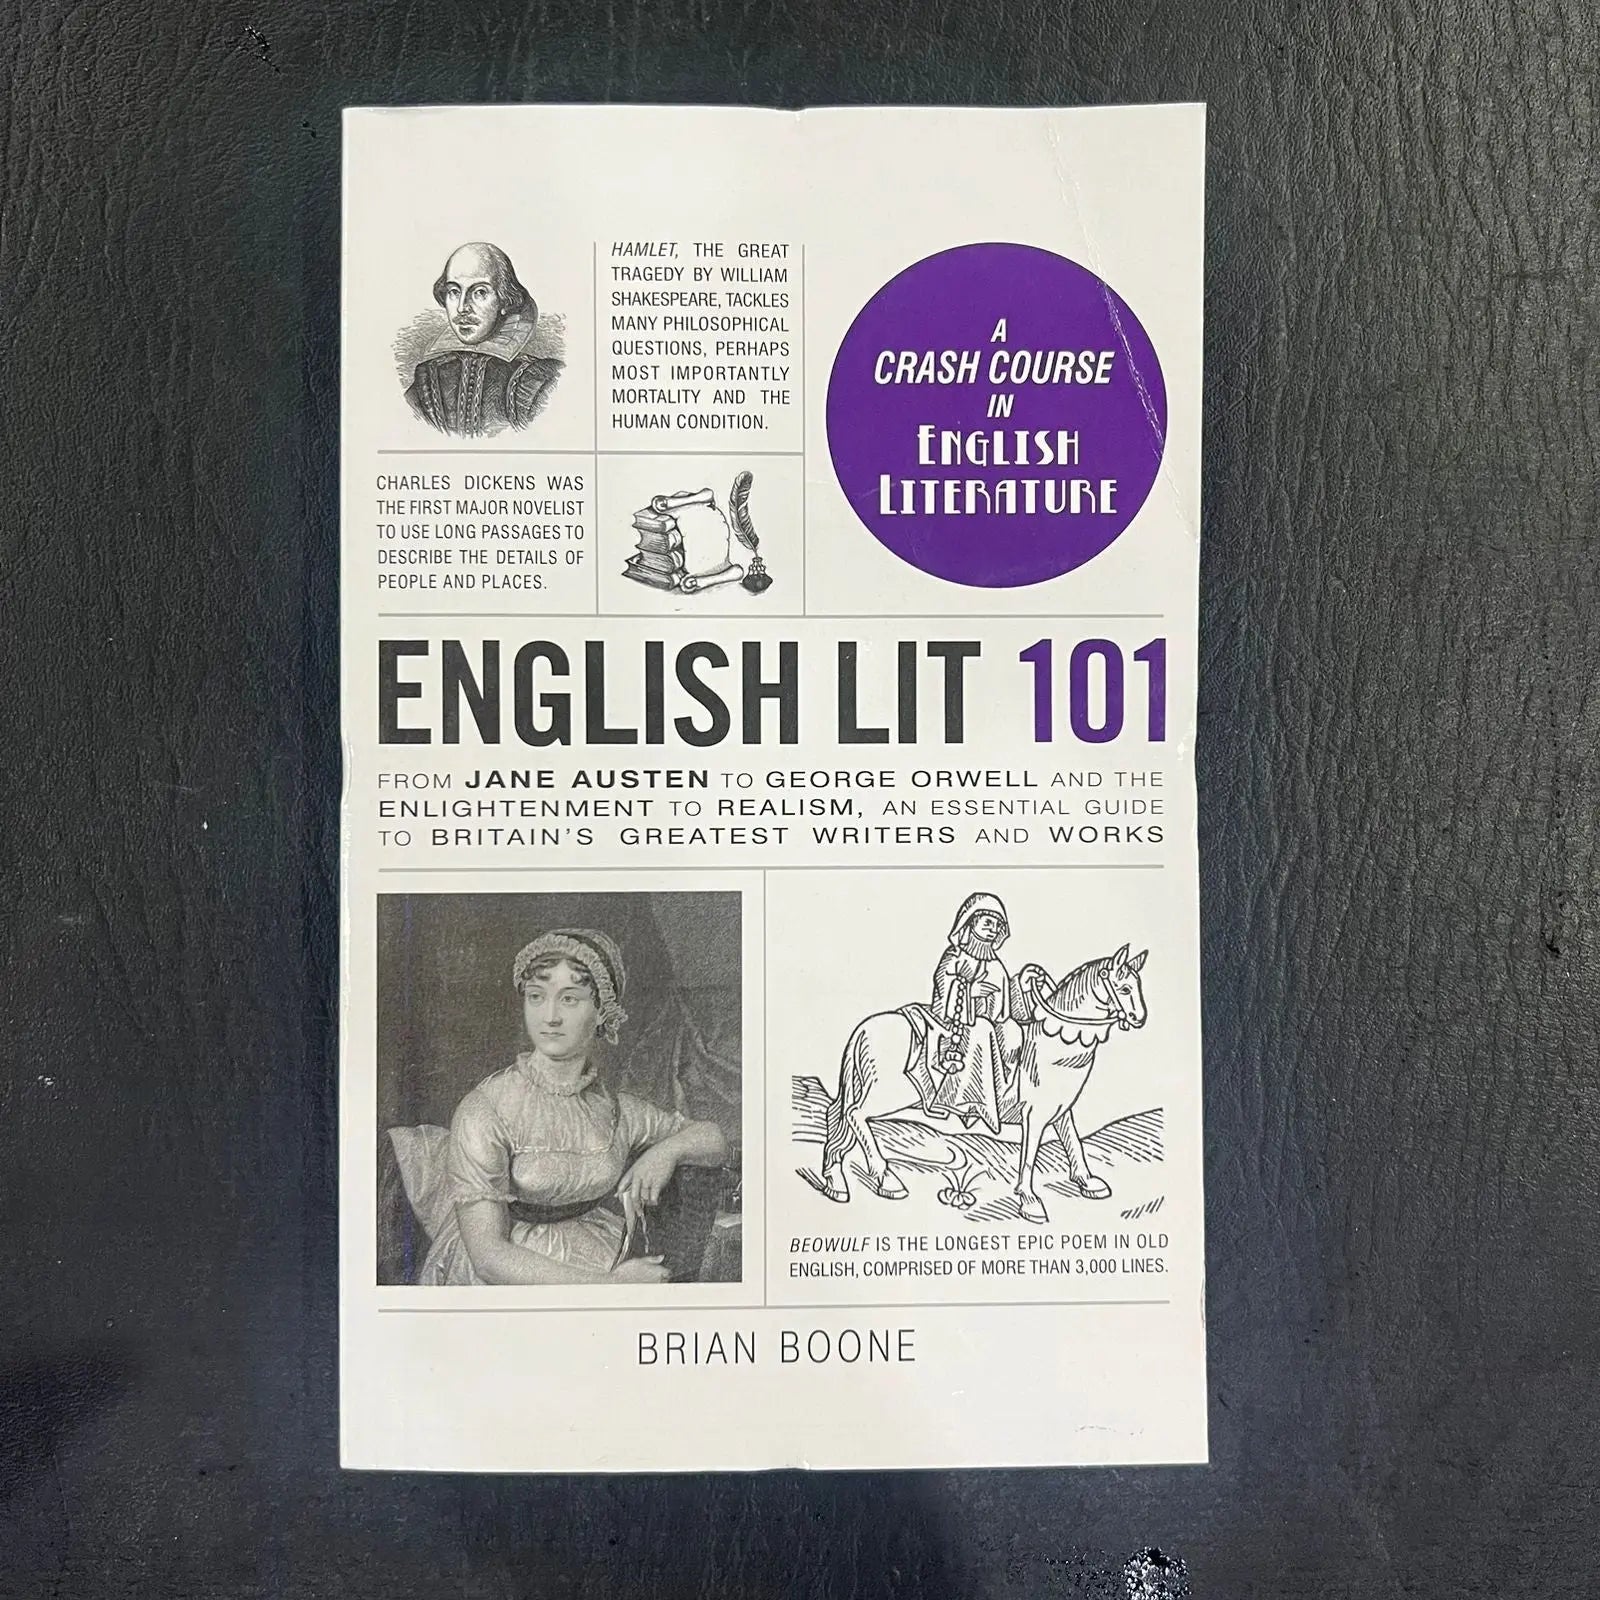 HAMLET, THE GREAT
TRAGEDY BY WILLIAM
SHAKESPEARE, TACKLES
MANY PHILOSOPHICAL
QUESTIONS, PERHAPS
MOST IMPORTANTLY
MORTALITY AND THE
HUMAN CONDITION.
A
CRASH COURSE
IN
ENGLISH
LITERATURE
CHARLES DICKENS WAS
THE FIRST MAJOR NOVELIST
TO USE LONG PASSAGES TO
DESCRIBE THE DETAILS OF
PEOPLE AND PLACES.
ENGLISH LIT 101
FROM JANE AUSTEN TO GEORGE ORWELL AND THE
ENLIGHTENMENT TO REALISM, AN ESSENTIAL GUIDE
TO BRITAIN'S GREATEST WRITERS AND WORKS
BEOWULF IS THE LONGEST EPIC POEM IN OLD
ENGLISH, COMPRISED OF MORE THAN 3,000 LINES.
BRIAN BOONE